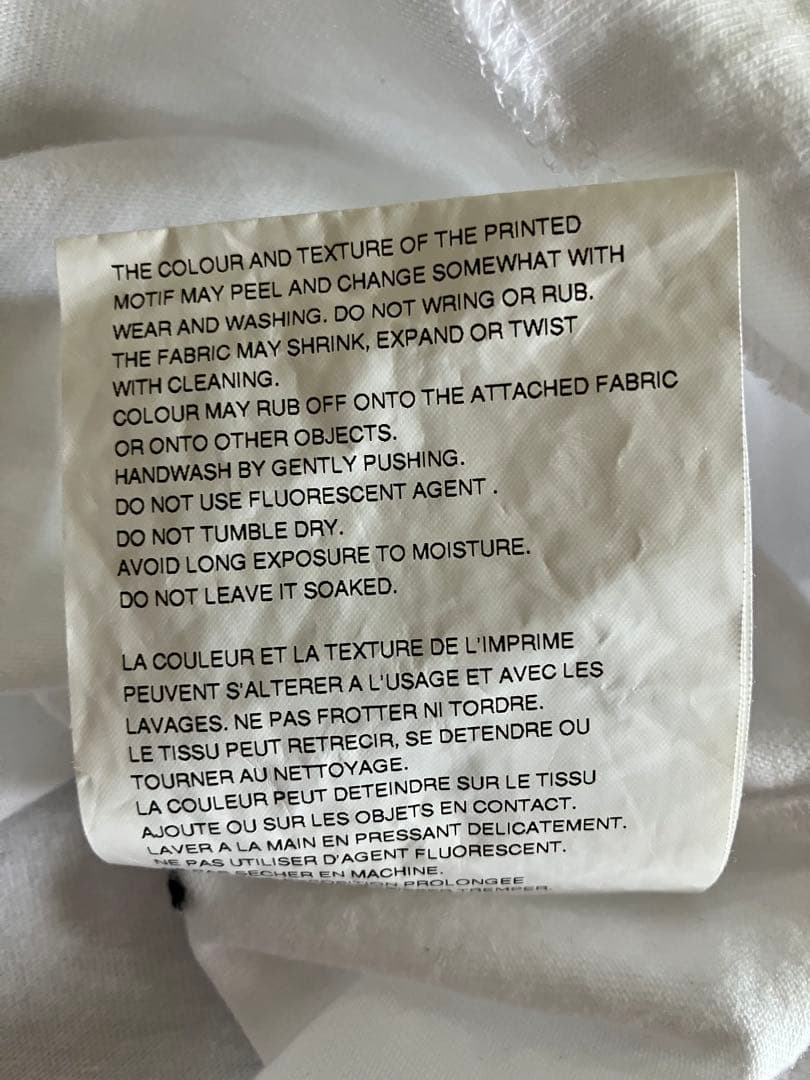 THE COLOUR AND TEXTURE OF THE PRINTED
MOTIF MAY PEEL AND CHANGE SOMEWHAT WITH
WEAR AND WASHING. DO NOT WRING OR RUB.
THE FABRIC MAY SHRINK, EXPAND OR TWIST
WITH CLEANING.
COLOUR MAY RUB OFF ONTO THE ATTACHED FABRIC
OR ONTO OTHER OBJECTS.
HANDWASH BY GENTLY PUSHING.
DO NOT USE FLUORESCENT AGENT .
DO NOT TUMBLE DRY.
AVOID LONG EXPOSURE TO MOISTURE.
DO NOT LEAVE IT SOAKED.
LA COULEUR ET LA TEXTURE DE L'IMPRIME
PEUVENT S'ALTERER A L'USAGE ET AVEC LES
LAVAGES. NE PAS FROTTER NI TORDRE.
LE TISSU PEUT RETRECIR, SE DETENDRE OU
TOURNER AU NETTOYAGE.
LA COULEUR PEUT DETEINDRE SUR LE TISSU
AJOUTE OU SUR LES OBJETS EN CONTACT.
LAVER A LA MAIN EN PRESSANT DELICATEMENT.
NE PAS UTILISER D'AGENT FLUORESCENT.
PAS SECHER EN MACHINE.
PROLONGEE
TREMPER.